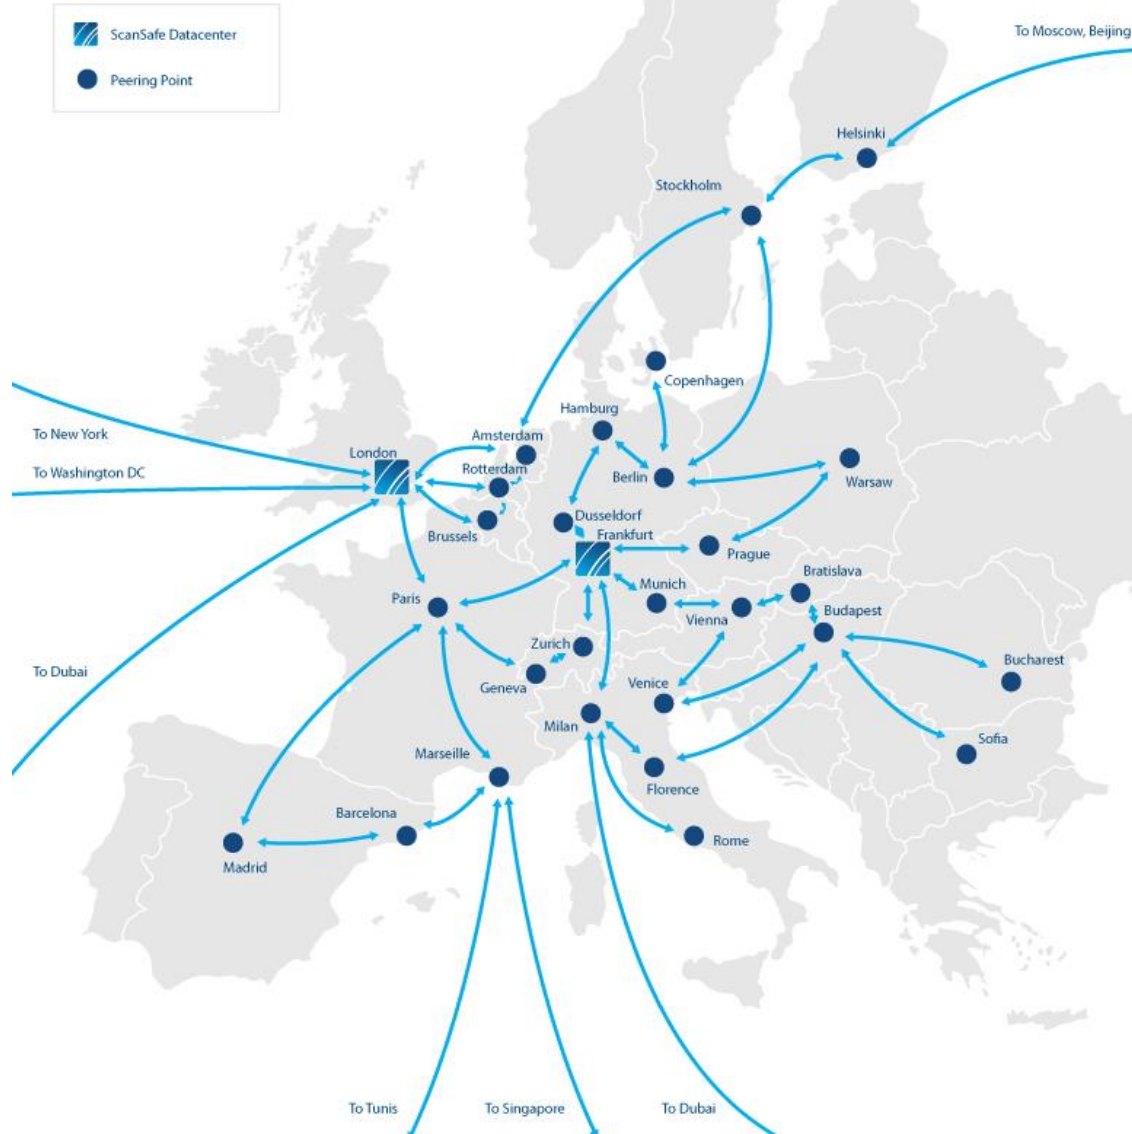 ScanSafe Datacenter
Peering Point
To Moscow, Beijing
Helsinki
Stockholm
Copenhagen
Hamburg
To New York
Amsterdam
London
Rotterdam
To Washington DC
Berlin
Warsaw
Dusseldorf
Brussels
Frankfurt
Prague
Bratislava
Munich
Paris
Budapest
Vienna
Zurich
Bucharest
To Dubai
Geneva
Venice
Milan
Sofia
Marseille
Florence
Barcelona
Rome
Madrid
To Tunis
To Singapore
To Dubai